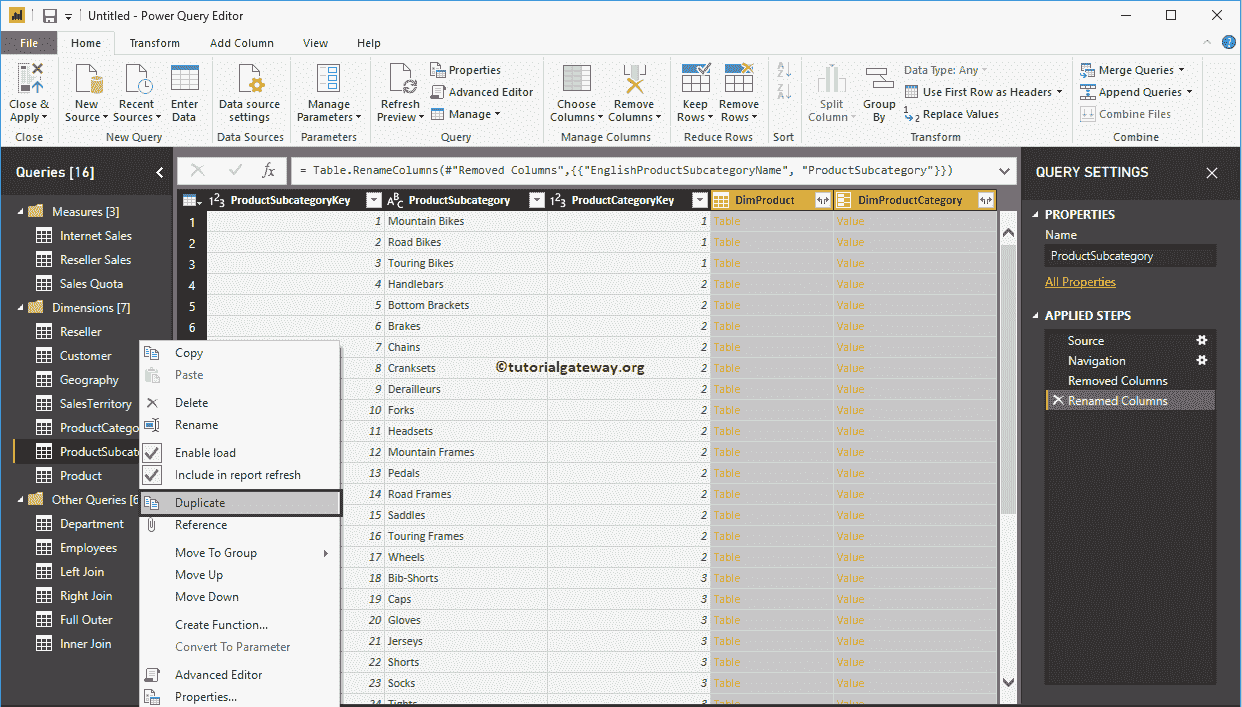 Untitled - Power Query Editor
File Home Transform Add Column View Help
Close & Apply
New Source
Recent Sources
Enter Data
Data source settings
Manage Parameters
Refresh Preview
Properties
Advanced Editor
Manage
Choose Columns
Remove Columns
Keep Rows
Remove Rows
Split Column
Group By
Data Type: Any
Use First Row as Headers
Replace Values
Merge Queries
Append Queries
Combine Files
Close New Query Data Sources Parameters Query Manage Columns Reduce Rows Sort Transform Combine
Queries [16]
Measures [3]
Internet Sales
Reseller Sales
Sales Quota
Dimensions [7]
Reseller
Customer
Geography
SalesTerritory
ProductCatego
ProductSubcat
Product
Other Queries [6
Department
Employees
Left Join
Right Join
Full Outer
Inner Join
Copy
Paste
Delete
Rename
Enable load
Include in report refresh
Duplicate
Reference
Move To Group
Move Up
Move Down
Create Function...
Convert To Parameter
Advanced Editor
Properties...
fx = Table.RenameColumns(#"Removed Columns",{{"EnglishProductSubcategoryName", "ProductSubcategory"}})
1 2 3 ProductSubcategoryKey A B C ProductSubcategory 1 2 3 ProductCategoryKey DimProduct DimProductCategory
1 1 Mountain Bikes 1 Table Value
2 2 Road Bikes 1 Table Value
3 3 Touring Bikes 1 Table Value
4 4 Handlebars 2 Table Value
5 5 Bottom Brackets 2 Table Value
6 6 Brakes 2 Table Value
7 Chains 2 Table Value
8 Cranksets 2 Table Value
9 Derailleurs 2 Table Value
10 Forks 2 Table Value
11 Headsets 2 Table Value
12 Mountain Frames 2 Table Value
13 Pedals 2 Table Value
14 Road Frames 2 Table Value
15 Saddles 2 Table Value
16 Touring Frames 2 Table Value
17 Wheels 2 Table Value
18 Bib-Shorts 3 Table Value
19 Caps 3 Table Value
20 Gloves 3 Table Value
21 Jerseys 3 Table Value
22 Shorts 3 Table Value
23 Socks 3 Table Value
24 Tights 3 Table Value
©tutorialgateway.org
QUERY SETTINGS
PROPERTIES
Name
ProductSubcategory
All Properties
APPLIED STEPS
Source
Navigation
Removed Columns
Renamed Columns